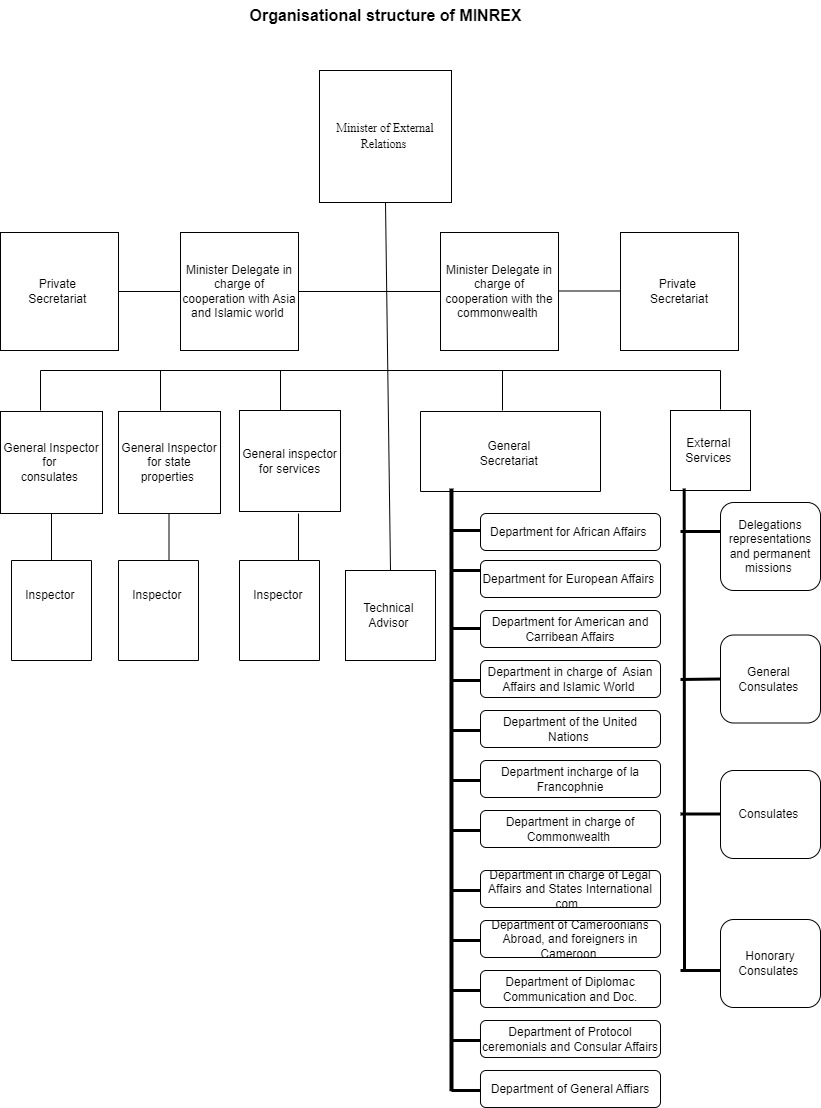 Organisational structure of MINREX
Minister of External
Relations
Private
Secretariat
Minister Delegate in
charge of
cooperation with Asia
and Islamic world
Minister Delegate in
charge of
cooperation with the
commonwealth
Private
Secretariat
General Inspector
for
consulates
General Inspector
for state
properties
General inspector
for services
General
Secretariat
External
Services
Inspector
Inspector
Inspector
Technical
Advisor
Department for African Affairs
Department for European Affairs
Department for American and
Carribean Affairs
Department in charge of Asian
Affairs and Islamic World
Department of the United
Nations
Department incharge of la
Francophnie
Department in charge of
Commonwealth
Department in charge of Legal
Affairs and States International
com
Department of Cameroonians
Abroad, and foreigners in
Cameroon
Department of Diplomac
Communication and Doc.
Department of Protocol
ceremonials and Consular Affairs
Department of General Affiars
Delegations
representations
and permanent
missions
General
Consulates
Consulates
Honorary
Consulates